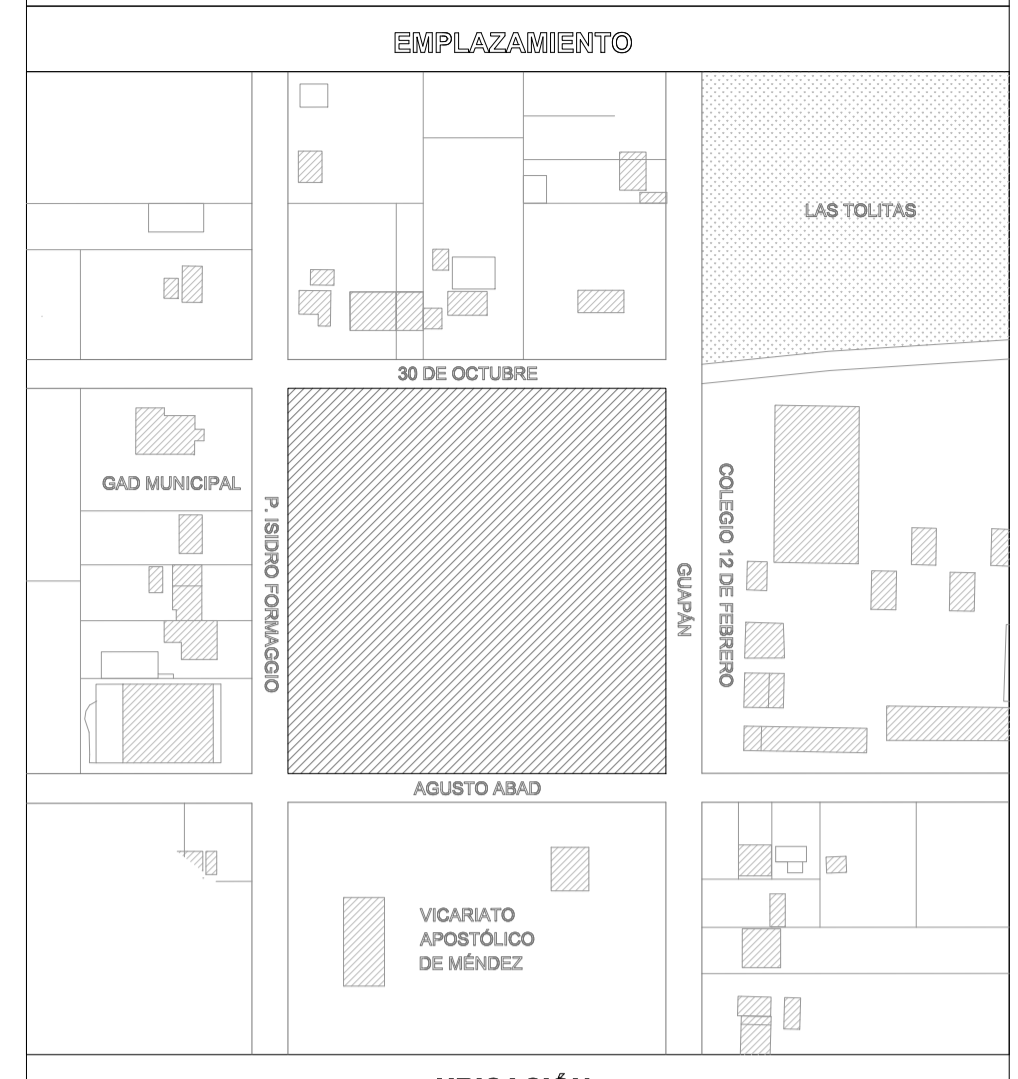 EMPLAZAMIENTO
LAS TOLITAS
30 DE OCTUBRE
GAD MUNICIPAL
P. ISIDRO FORMAGGIO
GUAPÁN
COLEGIO 12 DE FEBRERO
AGUSTO ABAD
VICARIATO
APOSTÓLICO
DE MÉNDEZ
UBICACIÓN